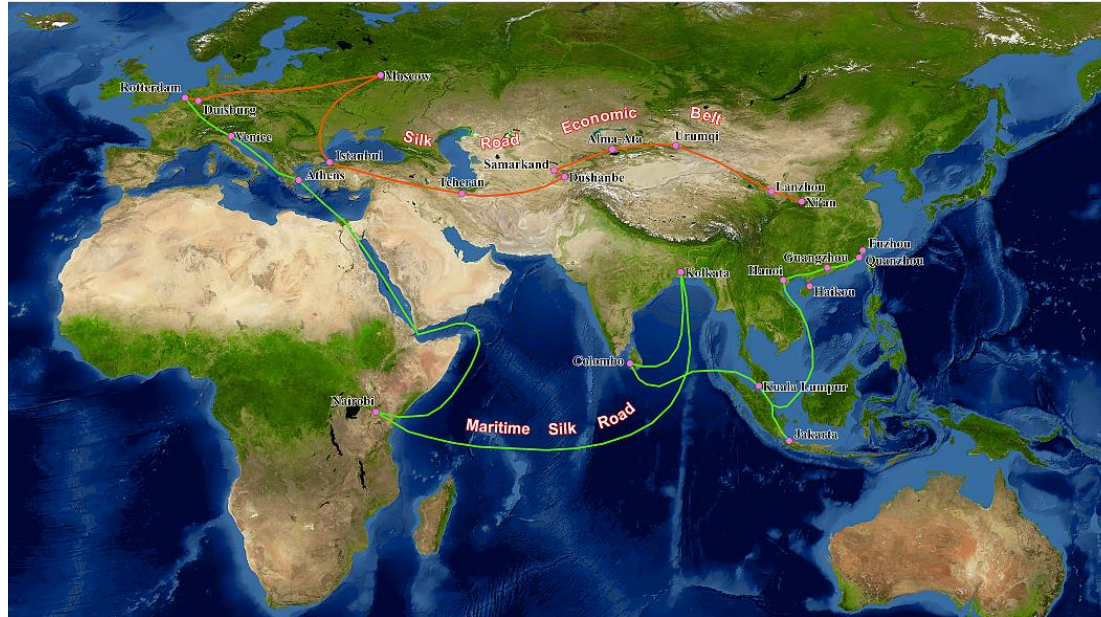 Moscow
Rotterdam
Duisburg
Venice
Istanbul
Athens
Silk Road Economic Belt
Teheran
Samarkand
Dushanbe
Alma-Ata
Urumqi
Lanzhou
Xi'an
Fuzhou
Quanzhou
Guangzhou
Hanoi
Haikou
Kolkata
Colombo
Kuala Lumpur
Nairobi
Maritime Silk Road
Jakarta